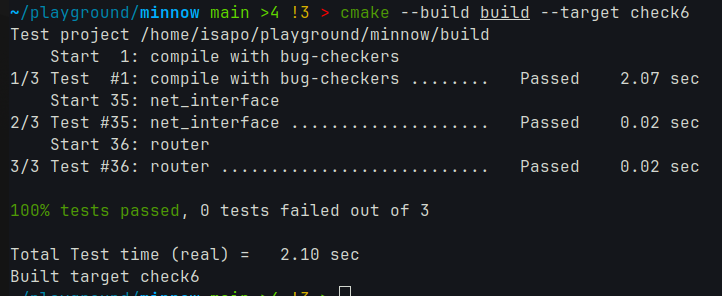 ~/playground/minnow main >4 !3 > cmake --build build --target check6
Test project /home/isapo/playground/minnow/build
    Start  1: compile with bug-checkers
1/3 Test  #1: compile with bug-checkers ........   Passed    2.07 sec
    Start 35: net_interface
2/3 Test #35: net_interface ....................   Passed    0.02 sec
    Start 36: router
3/3 Test #36: router ...........................   Passed    0.02 sec

100% tests passed, 0 tests failed out of 3

Total Test time (real) =   2.10 sec
Built target check6
~/playground/minnow main >4 !3 >